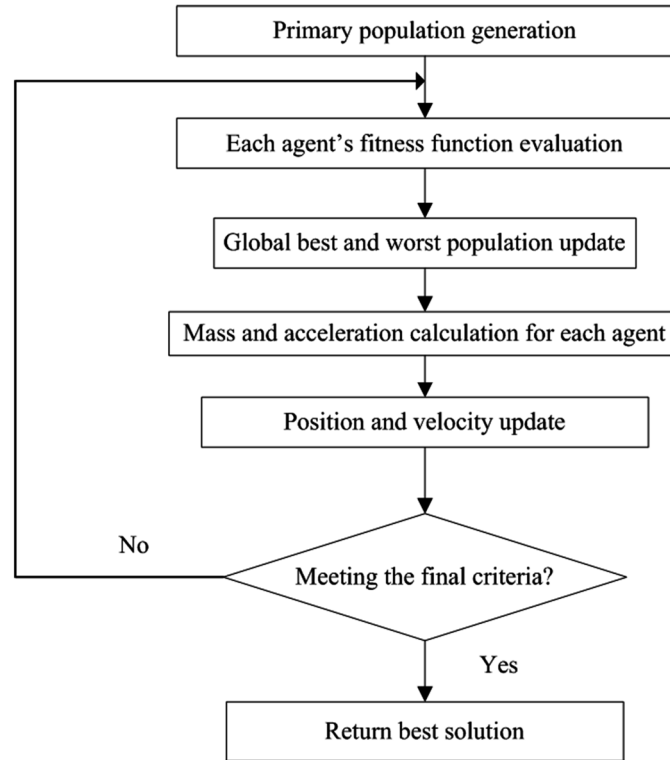 Primary population generation
Each agent’s fitness function evaluation
Global best and worst population update
Mass and acceleration calculation for each agent
Position and velocity update
No
Meeting the final criteria?
Yes
Return best solution